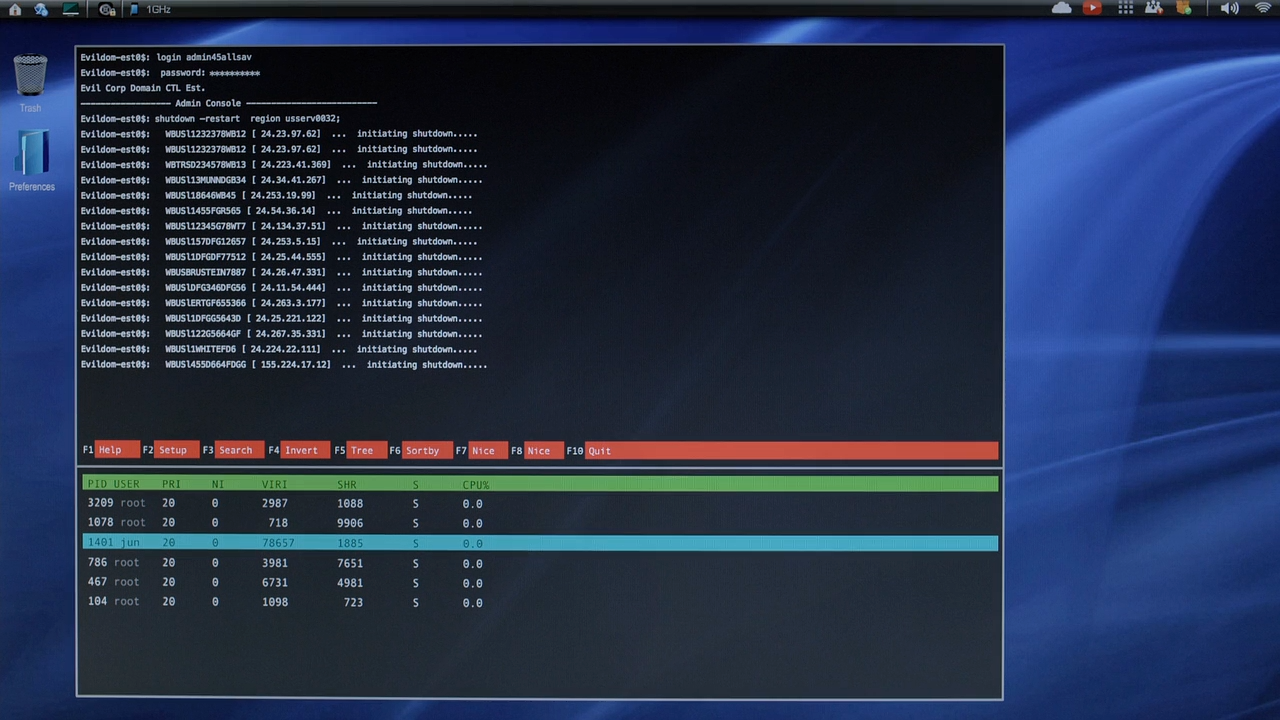 1GHz
Trash
Preferences
Evildom-est0$: login admin45allsav
Evildom-est0$: password: **********
Evil Corp Domain CTL Est.
------------------ Admin Console --------------------------
Evildom-est0$: shutdown -restart region usserv0032;
Evildom-est0$: WBUSl1232378WB12 [ 24.23.97.62] ... initiating shutdown.....
Evildom-est0$: WBUSl1232378WB12 [ 24.23.97.62] ... initiating shutdown.....
Evildom-est0$: WBTRSD234578WB13 [ 24.223.41.369] ... initiating shutdown.....
Evildom-est0$: WBUSl13MUNNDGB34 [ 24.34.41.267] ... initiating shutdown.....
Evildom-est0$: WBUSl18646WB45 [ 24.253.19.99] ... initiating shutdown.....
Evildom-est0$: WBUSl1455FGR565 [ 24.54.36.14] ... initiating shutdown.....
Evildom-est0$: WBUSl12345G78WT7 [ 24.134.37.51] ... initiating shutdown.....
Evildom-est0$: WBUSl157DFG12657 [ 24.253.5.15] ... initiating shutdown.....
Evildom-est0$: WBUSl1DFGDF77512 [ 24.25.44.555] ... initiating shutdown.....
Evildom-est0$: WBUSBRUSTEIN7887 [ 24.26.47.331] ... initiating shutdown.....
Evildom-est0$: WBUSlDFG346DFG56 [ 24.11.54.444] ... initiating shutdown.....
Evildom-est0$: WBUSlERTGF655366 [ 24.263.3.177] ... initiating shutdown.....
Evildom-est0$: WBUSl1DFGG5643D [ 24.25.221.122] ... initiating shutdown.....
Evildom-est0$: WBUSl122G5664GF [ 24.267.35.331] ... initiating shutdown.....
Evildom-est0$: WBUSl1WHITEFD6 [ 24.224.22.111] ... initiating shutdown.....
Evildom-est0$: WBUSl455D664FDGG [ 155.224.17.12] ... initiating shutdown.....
F1 Help F2 Setup F3 Search F4 Invert F5 Tree F6 Sortby F7 Nice F8 Nice F10 Quit
PID USER PRI NI VIRI SHR S CPU%
3209 root 20 0 2987 1088 S 0.0
1078 root 20 0 718 9906 S 0.0
1401 jun 20 0 78657 1885 S 0.0
786 root 20 0 3981 7651 S 0.0
467 root 20 0 6731 4981 S 0.0
104 root 20 0 1098 723 S 0.0